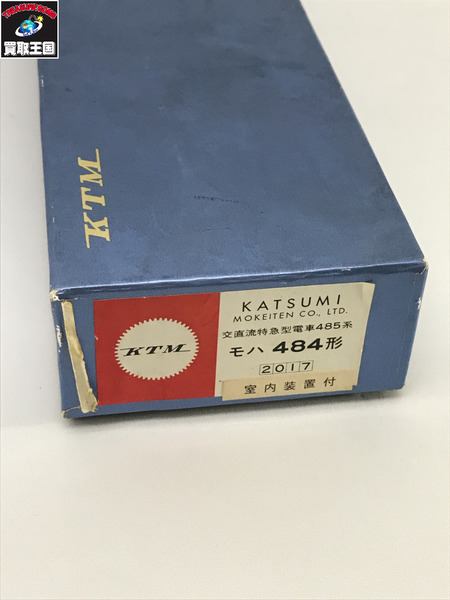 買取王国
KTM
KTM
KATSUMI
MOKEITEN CO., LTD.
交直流特急型電車485系
モハ 484形
2017
室内装置付